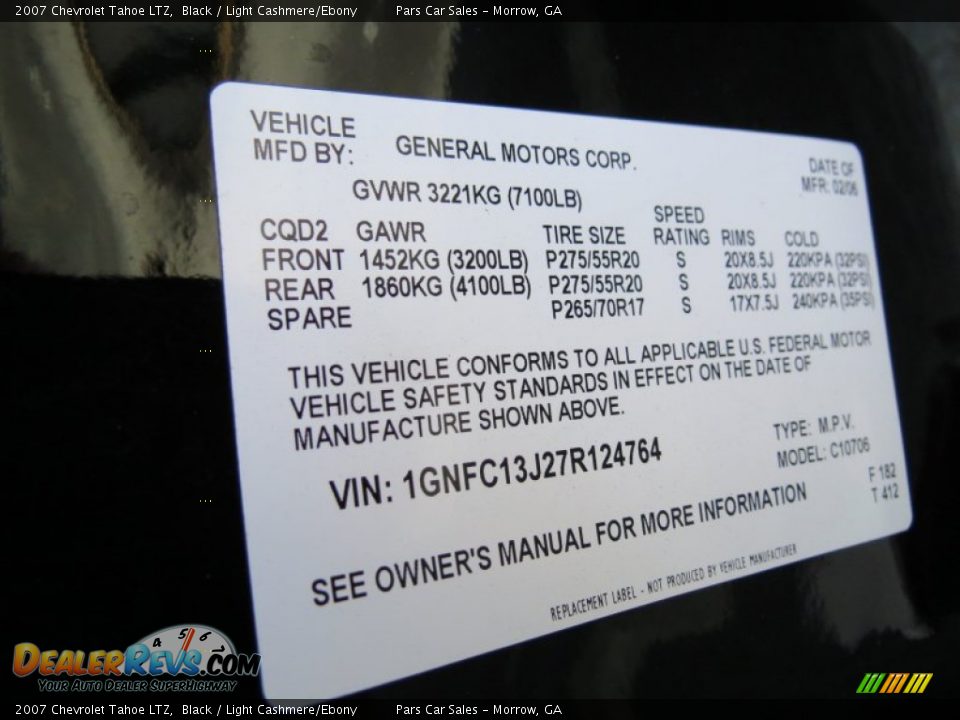 2007 Chevrolet Tahoe LTZ, Black / Light Cashmere/Ebony Pars Car Sales - Morrow, GA
VEHICLE
MFD BY: GENERAL MOTORS CORP.
DATE OF
MFR: 02/06
GVWR 3221KG (7100LB)
CQD2 GAWR TIRE SIZE SPEED RATING RIMS COLD
FRONT 1452KG (3200LB) P275/55R20 S 20X8.5J 220KPA (32PSI)
REAR 1860KG (4100LB) P275/55R20 S 20X8.5J 220KPA (32PSI)
SPARE P265/70R17 S 17X7.5J 240KPA (35PSI)
THIS VEHICLE CONFORMS TO ALL APPLICABLE U.S. FEDERAL MOTOR
VEHICLE SAFETY STANDARDS IN EFFECT ON THE DATE OF
MANUFACTURE SHOWN ABOVE.
VIN: 1GNFC13J27R124764
TYPE: M.P.V.
MODEL: C10706
F 182
T 412
SEE OWNER'S MANUAL FOR MORE INFORMATION
REPLACEMENT LABEL - NOT PRODUCED BY VEHICLE MANUFACTURER
4 5 6
DEALERREVS.COM
YOUR AUTO DEALER SUPERHIGHWAY
2007 Chevrolet Tahoe LTZ, Black / Light Cashmere/Ebony Pars Car Sales - Morrow, GA